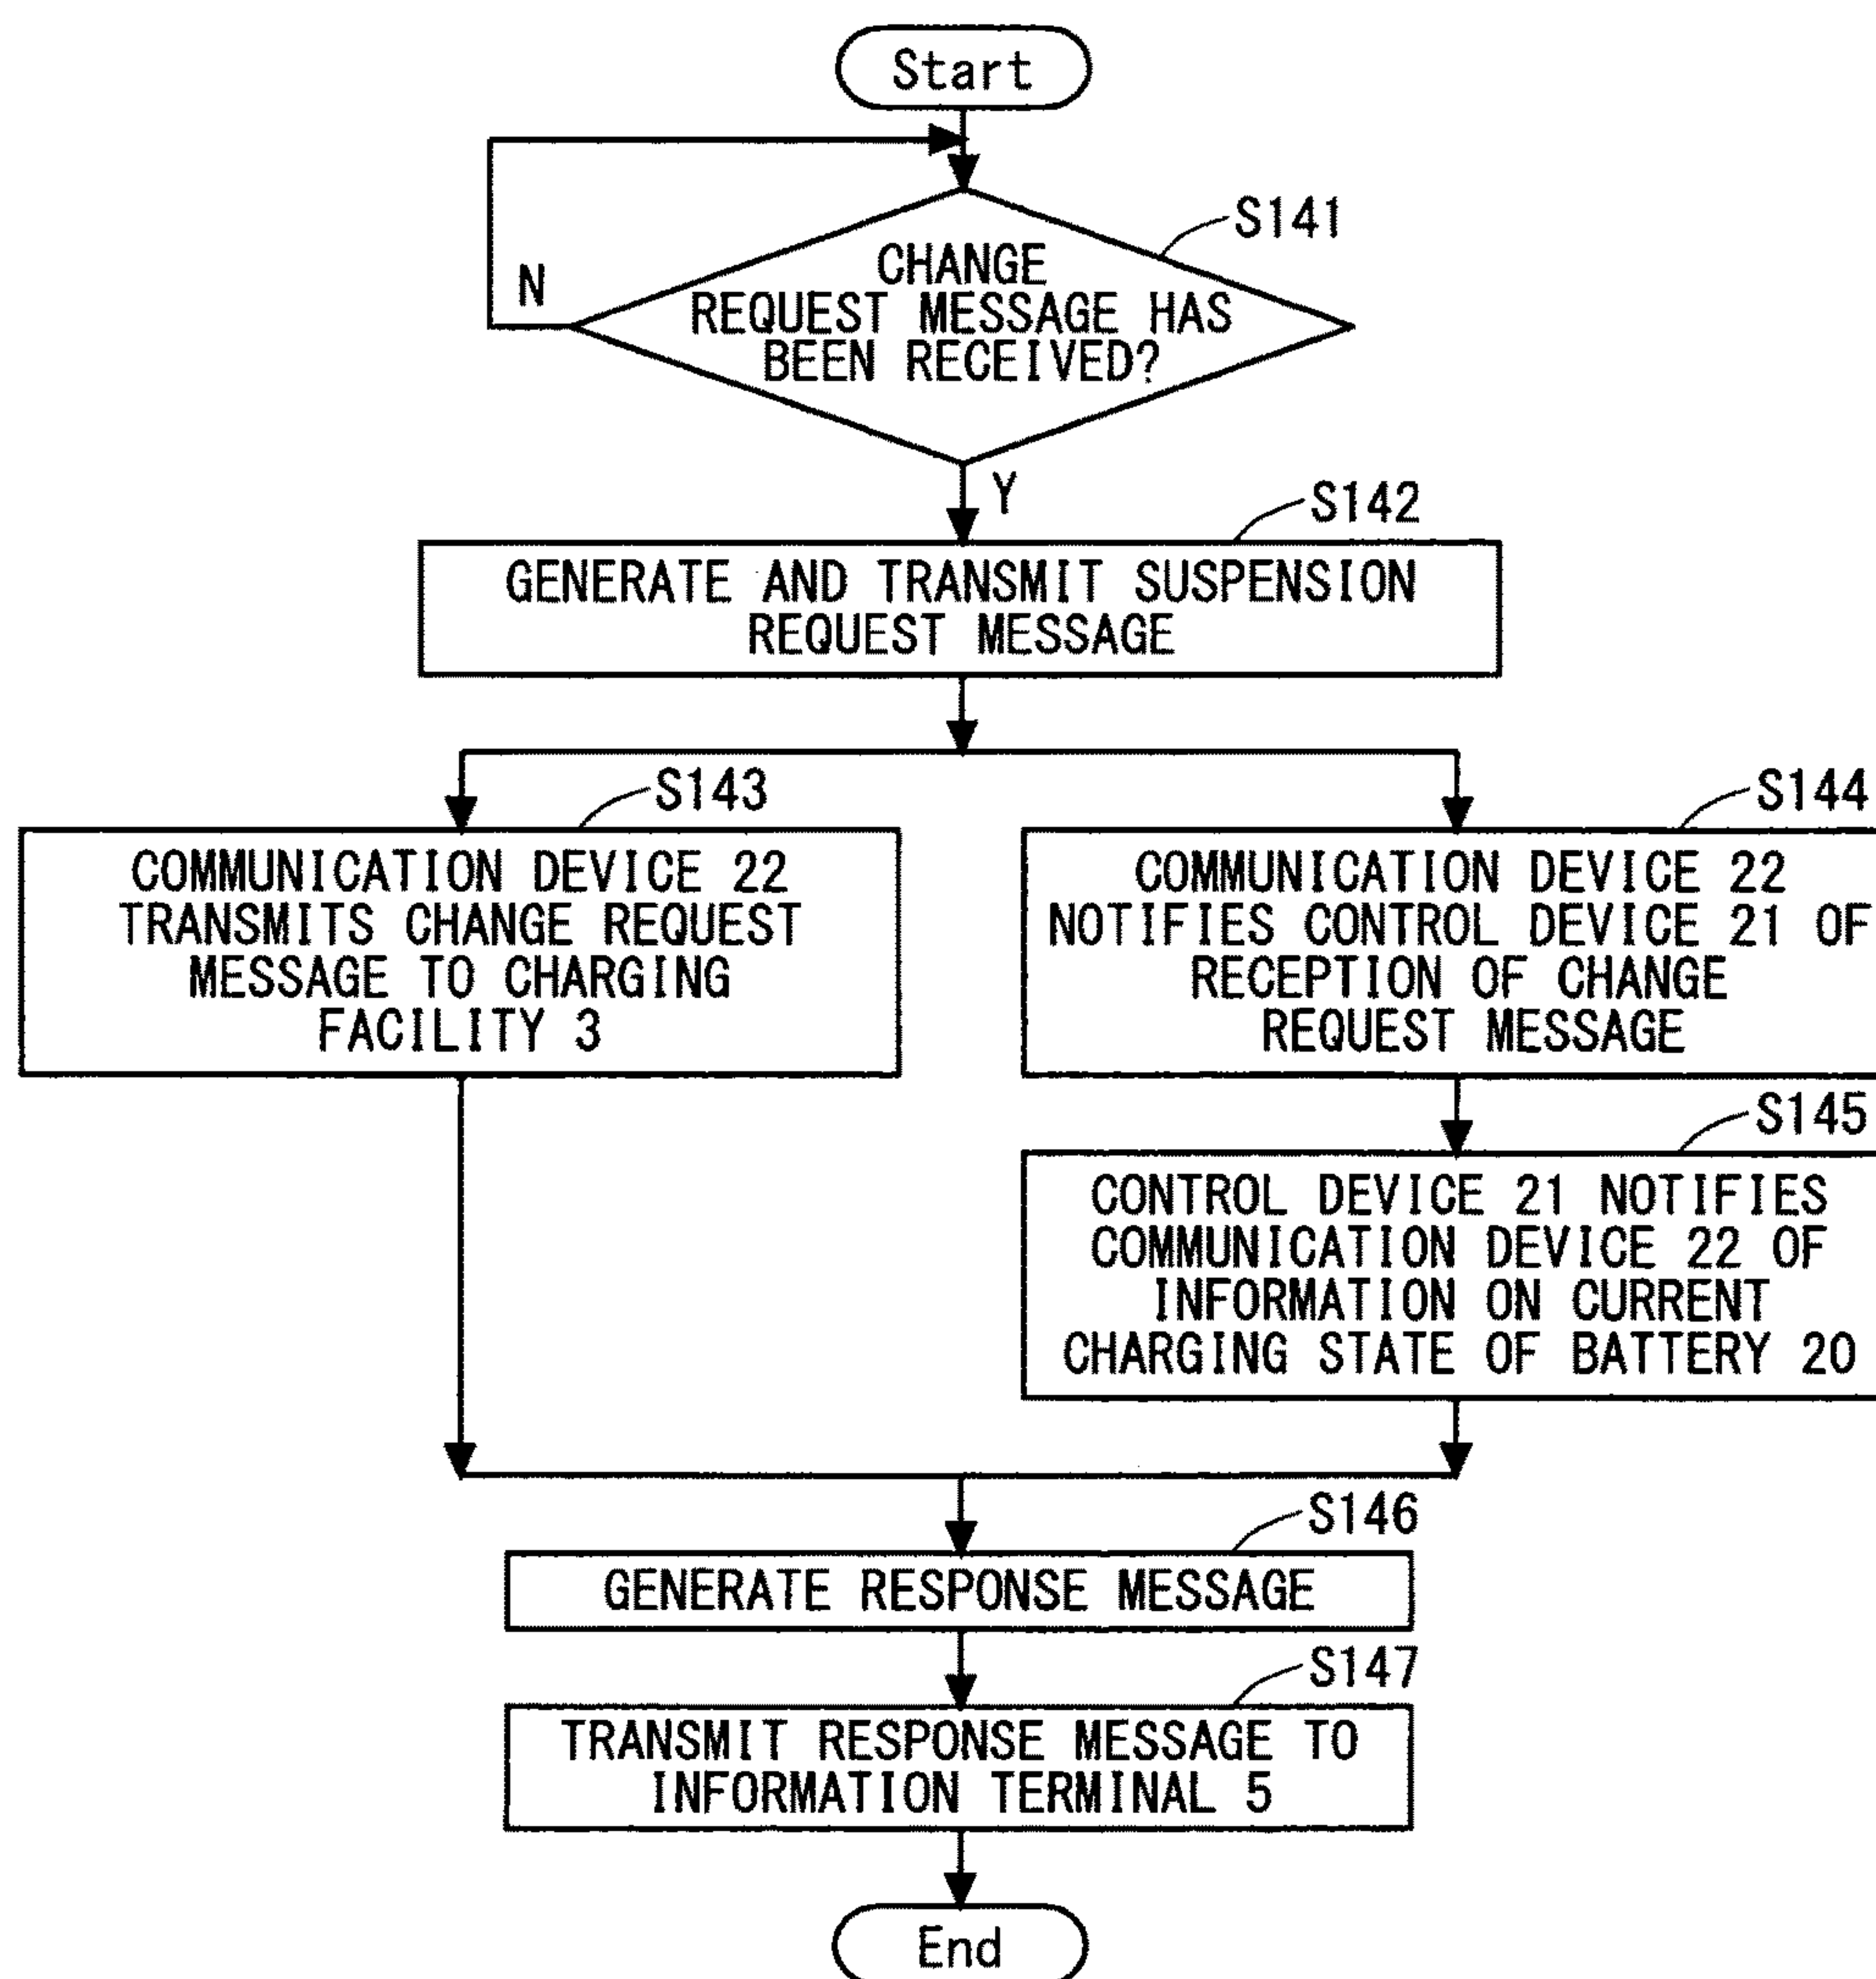 Start
S141
CHANGE
REQUEST MESSAGE HAS
BEEN RECEIVED?
N
Y
S142
GENERATE AND TRANSMIT SUSPENSION
REQUEST MESSAGE
S143
COMMUNICATION DEVICE 22
TRANSMITS CHANGE REQUEST
MESSAGE TO CHARGING
FACILITY 3
S144
COMMUNICATION DEVICE 22
NOTIFIES CONTROL DEVICE 21 OF
RECEPTION OF CHANGE
REQUEST MESSAGE
S145
CONTROL DEVICE 21 NOTIFIES
COMMUNICATION DEVICE 22 OF
INFORMATION ON CURRENT
CHARGING STATE OF BATTERY 20
S146
GENERATE RESPONSE MESSAGE
S147
TRANSMIT RESPONSE MESSAGE TO
INFORMATION TERMINAL 5
End